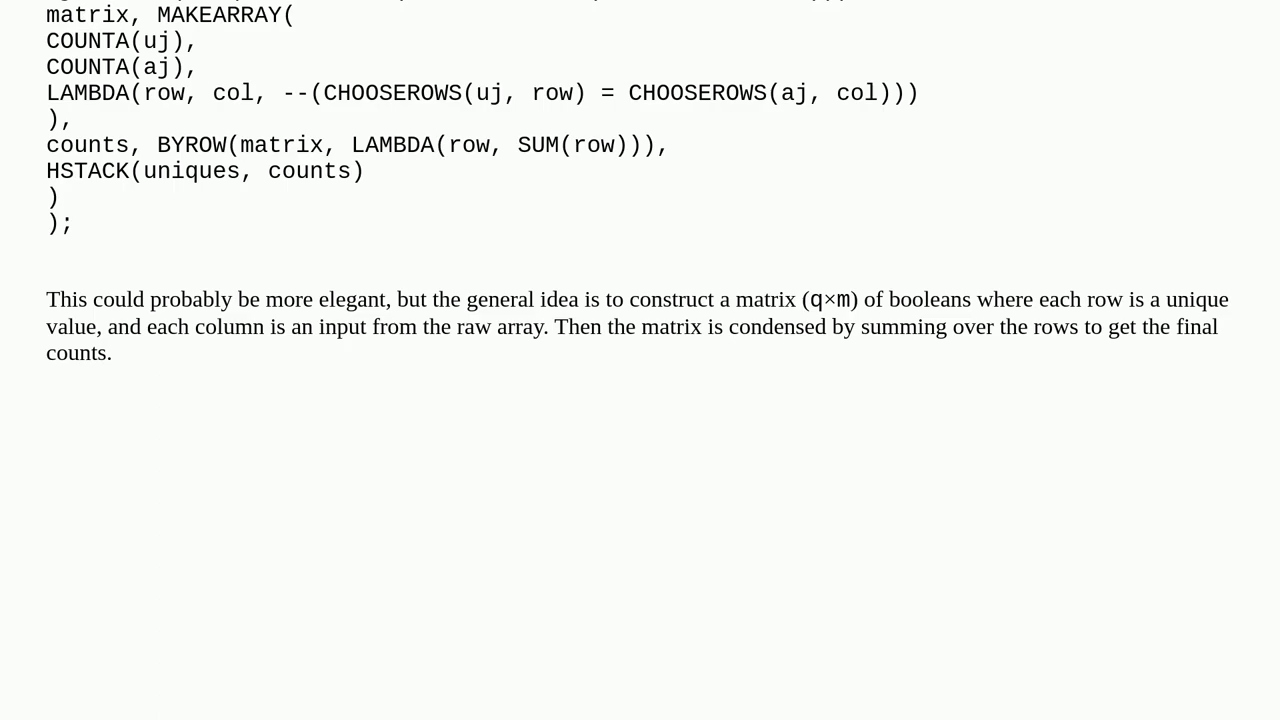 matrix, MAKEARRAY(
COUNTA(uj),
COUNTA(aj),
LAMBDA(row, col, --(CHOOSEROWS(uj, row) = CHOOSEROWS(aj, col)))
),
counts, BYROW(matrix, LAMBDA(row, SUM(row))),
HSTACK(uniques, counts)
)
);
This could probably be more elegant, but the general idea is to construct a matrix (q×m) of booleans where each row is a unique
value, and each column is an input from the raw array. Then the matrix is condensed by summing over the rows to get the final
counts.